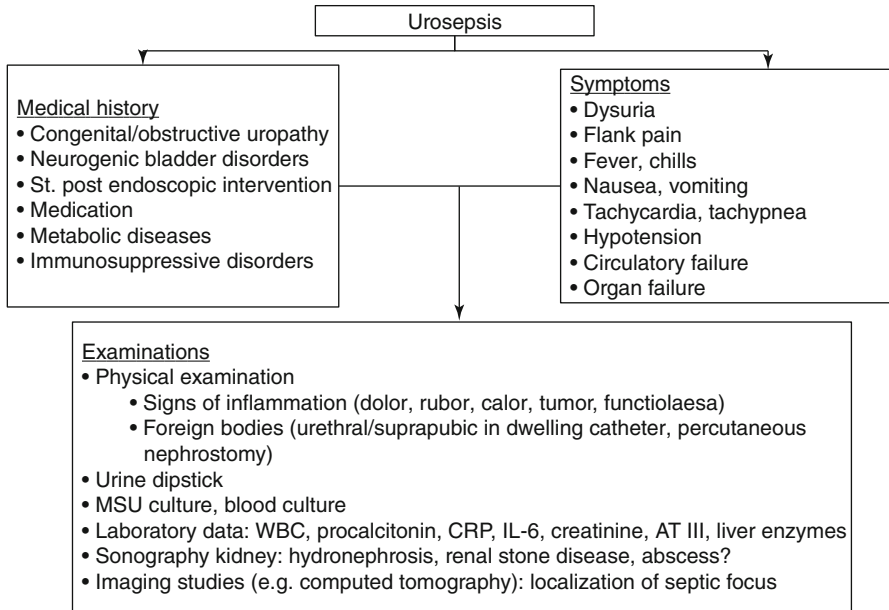 Urosepsis
Medical history
• Congenital/obstructive uropathy
• Neurogenic bladder disorders
• St. post endoscopic intervention
• Medication
• Metabolic diseases
• Immunosuppressive disorders
Symptoms
• Dysuria
• Flank pain
• Fever, chills
• Nausea, vomiting
• Tachycardia, tachypnea
• Hypotension
• Circulatory failure
• Organ failure
Examinations
• Physical examination
• Signs of inflammation (dolor, rubor, calor, tumor, functiolaesa)
• Foreign bodies (urethral/suprapubic in dwelling catheter, percutaneous
nephrostomy)
• Urine dipstick
• MSU culture, blood culture
• Laboratory data: WBC, procalcitonin, CRP, IL-6, creatinine, AT III, liver enzymes
• Sonography kidney: hydronephrosis, renal stone disease, abscess?
• Imaging studies (e.g. computed tomography): localization of septic focus